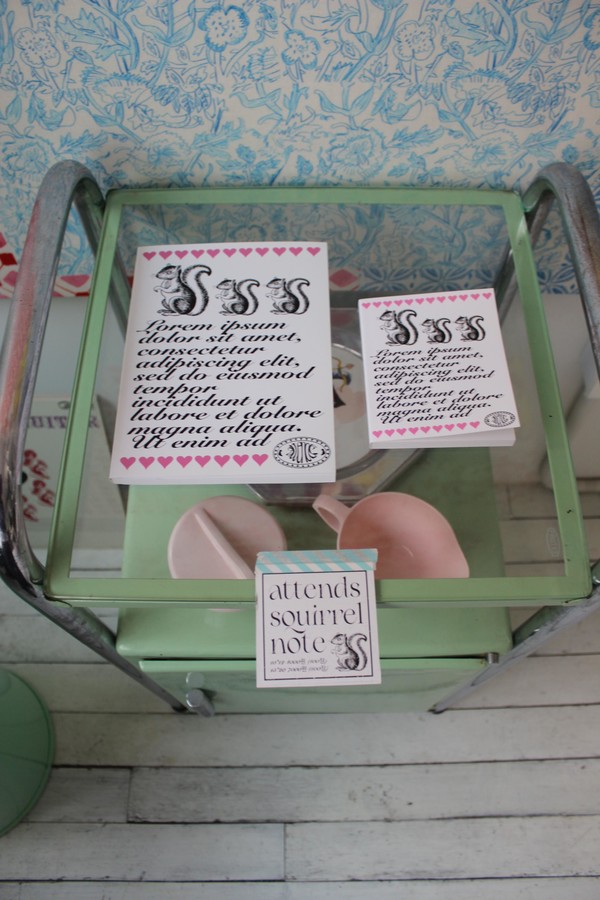 Lorem ipsum
dolor sit amet,
consectetur
adipiscing elit,
sed do eiusmod
tempor
incididunt ut
labore et dolore
magna aliqua.
Ut enim ad
Lorem ipsum
dolor sit amet,
consectetur
adipiscing elit,
sed do eiusmod
tempor
incididunt ut
labore et dolore
magna aliqua.
Ut enim ad
attends
squirrel
note